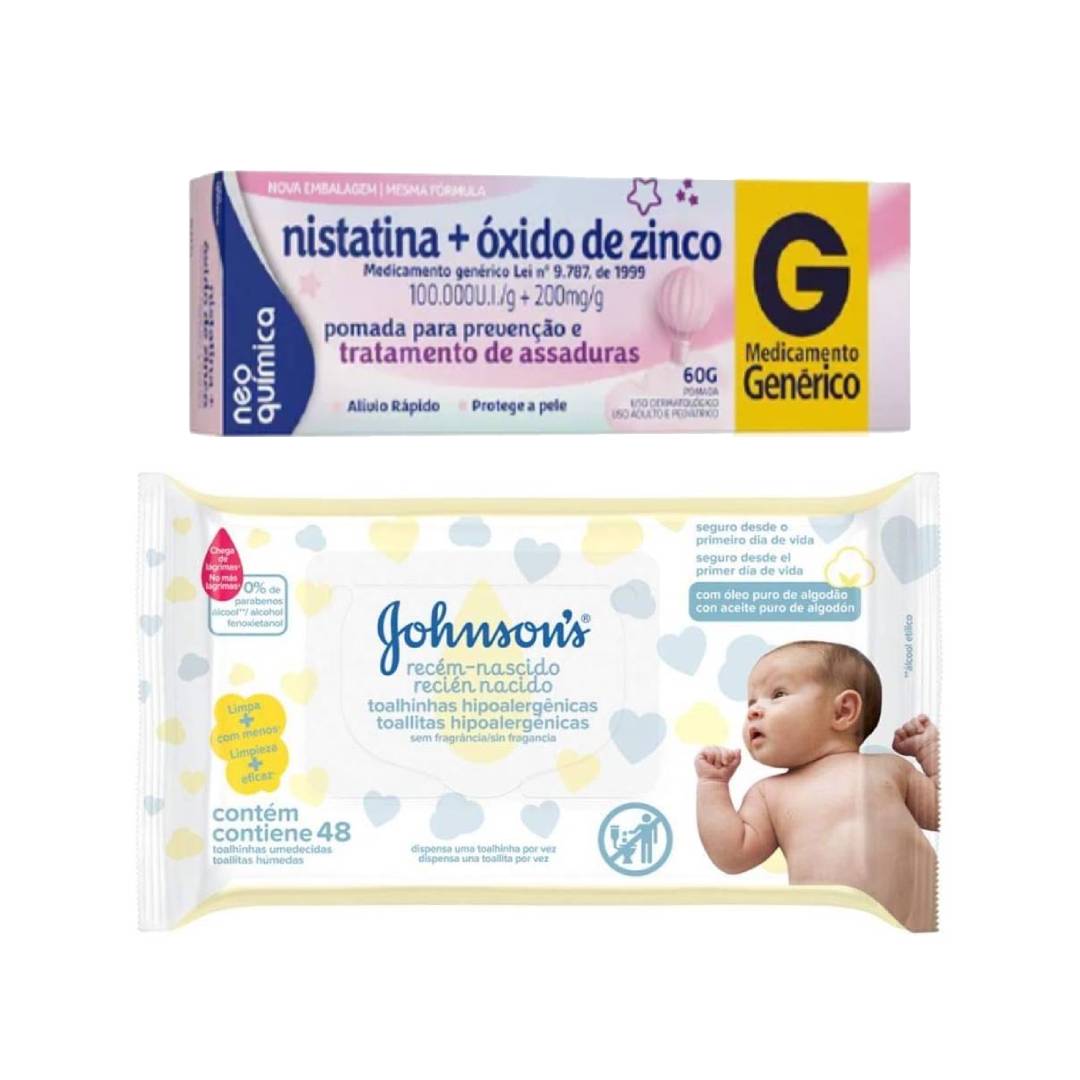 NOVA EMBALAGEM | MESMA FÓRMULA
nistatina + óxido de zinco
Medicamento genérico Lei nº 9.787, de 1999
100.000U.I./g + 200mg/g
pomada para prevenção e
tratamento de assaduras
Alívio Rápido
Protege a pele
60G
POMADA
USO DERMATOLÓGICO
USO ADULTO E PEDIÁTRICO
neo
química
G
Medicamento
Genérico
nistatina +
óxido de zinco
Chega
de
lágrimas*
No más
lágrimas*
0% de
parabenos
álcool**/ alcohol
fenoxietanol
Johnson's®
recém-nascido
recién nacido
toalhinhas hipoalergênicas
toallitas hipoalergénicas
sem fragrância/sin fragancia
seguro desde o
primeiro dia de vida
seguro desde el
primer día de vida
com óleo puro de algodão
con aceite puro de algodón
**álcool etílico
Limpa
+
com menos
Limpieza
+
eficaz
contém
contiene 48
toalhinhas umedecidas
toallitas húmedas
dispensa uma toalhinha por vez
dispensa una toallita por vez